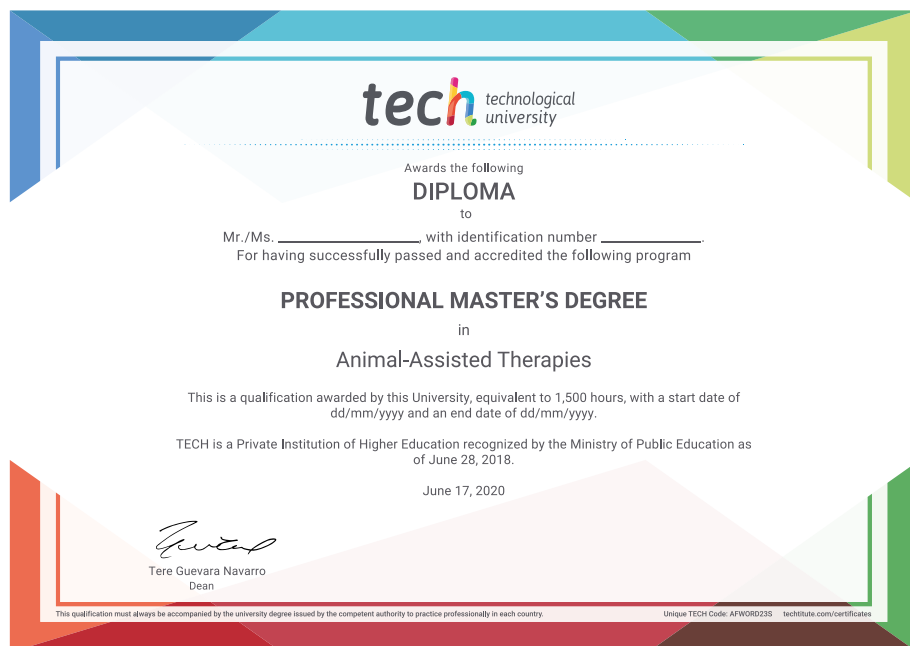 tech technological
university
Awards the following
DIPLOMA
to
Mr./Ms. ____________________, with identification number ______________.
For having successfully passed and accredited the following program
PROFESSIONAL MASTER’S DEGREE
in
Animal-Assisted Therapies
This is a qualification awarded by this University, equivalent to 1,500 hours, with a start date of
dd/mm/yyyy and an end date of dd/mm/yyyy.
TECH is a Private Institution of Higher Education recognized by the Ministry of Public Education as
of June 28, 2018.
June 17, 2020
Tere Guevara Navarro
Dean
This qualification must always be accompanied by the university degree issued by the competent authority to practice professionally in each country.
Unique TECH Code: AFWORD23S techtitute.com/certificates